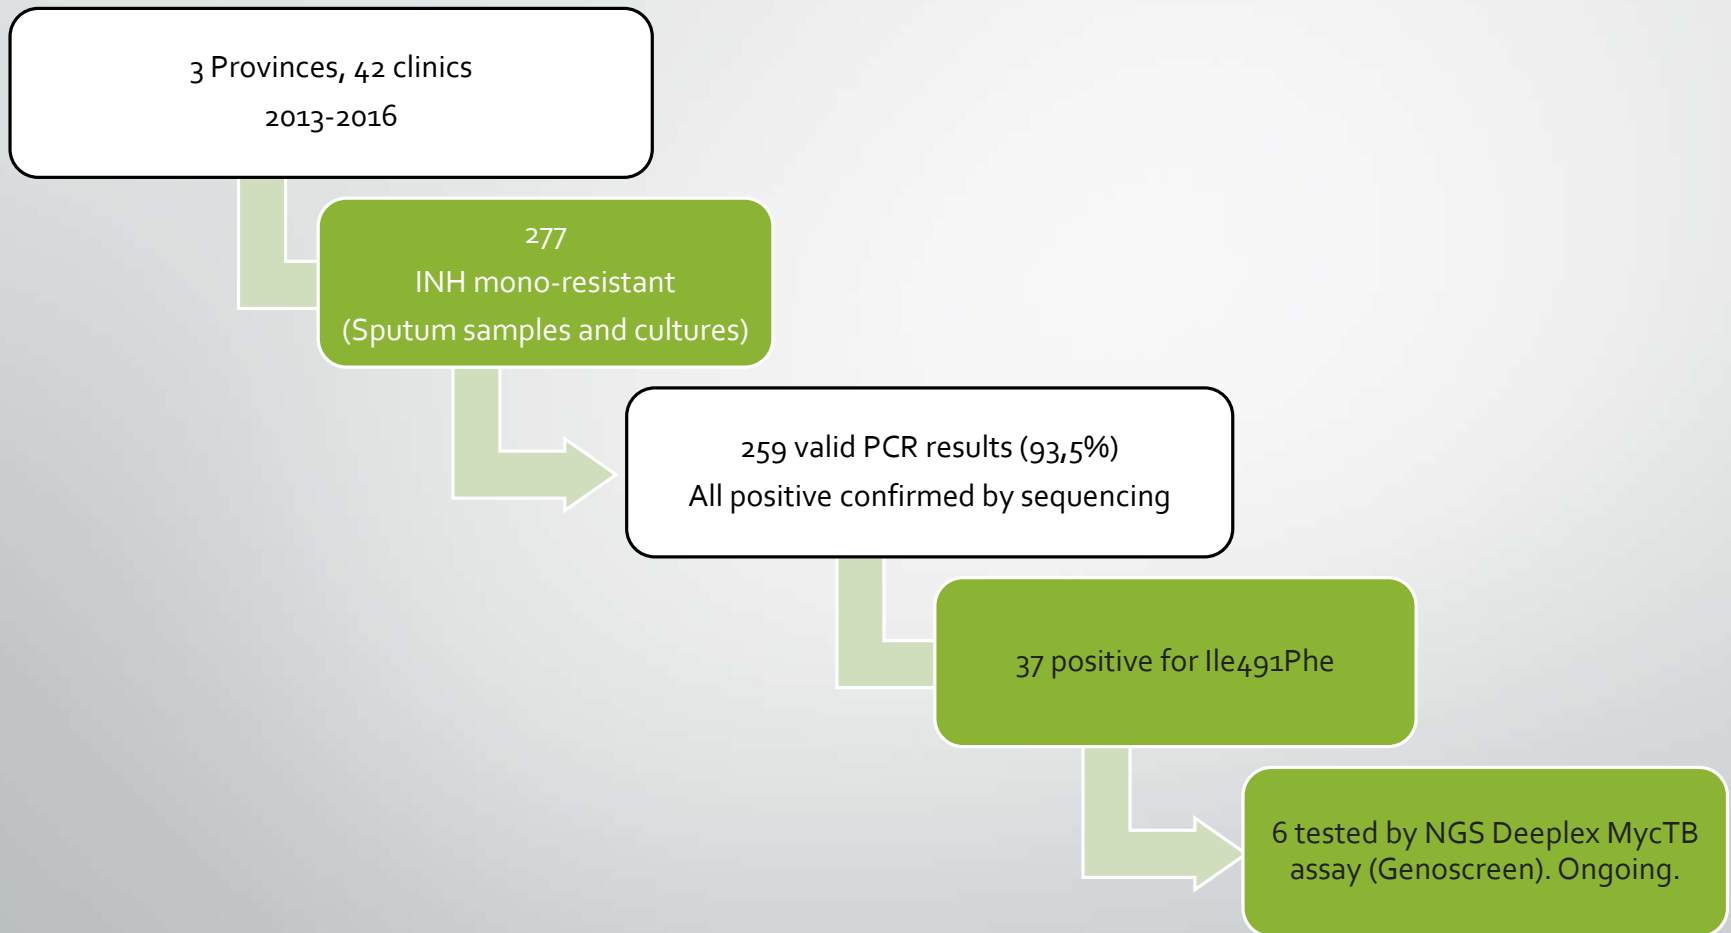 3 Provinces, 42 clinics
2013-2016
277
INH mono-resistant
(Sputum samples and cultures)
259 valid PCR results (93,5%)
All positive confirmed by sequencing
37 positive for Ile491Phe
6 tested by NGS Deeplex MycTB
assay (Genoscreen). Ongoing.